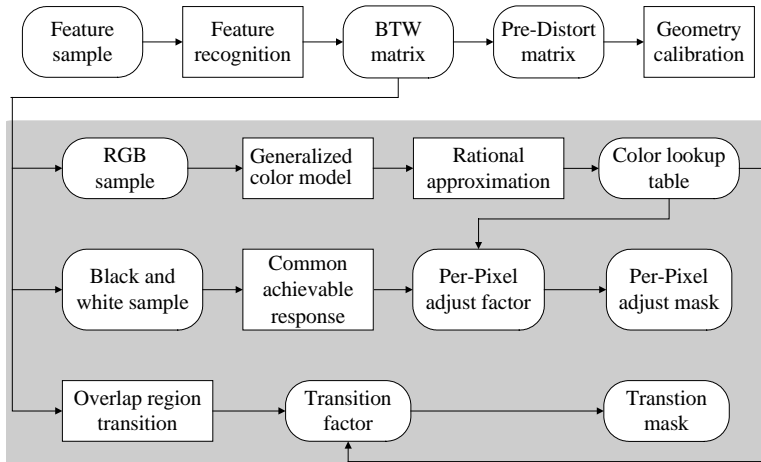 Feature
sample
Feature
recognition
BTW
matrix
Pre-Distort
matrix
Geometry
calibration
RGB
sample
Generalized
color model
Rational
approximation
Color lookup
table
Black and
white sample
Common
achievable
response
Per-Pixel
adjust factor
Per-Pixel
adjust mask
Overlap region
transition
Transition
factor
Transtion
mask